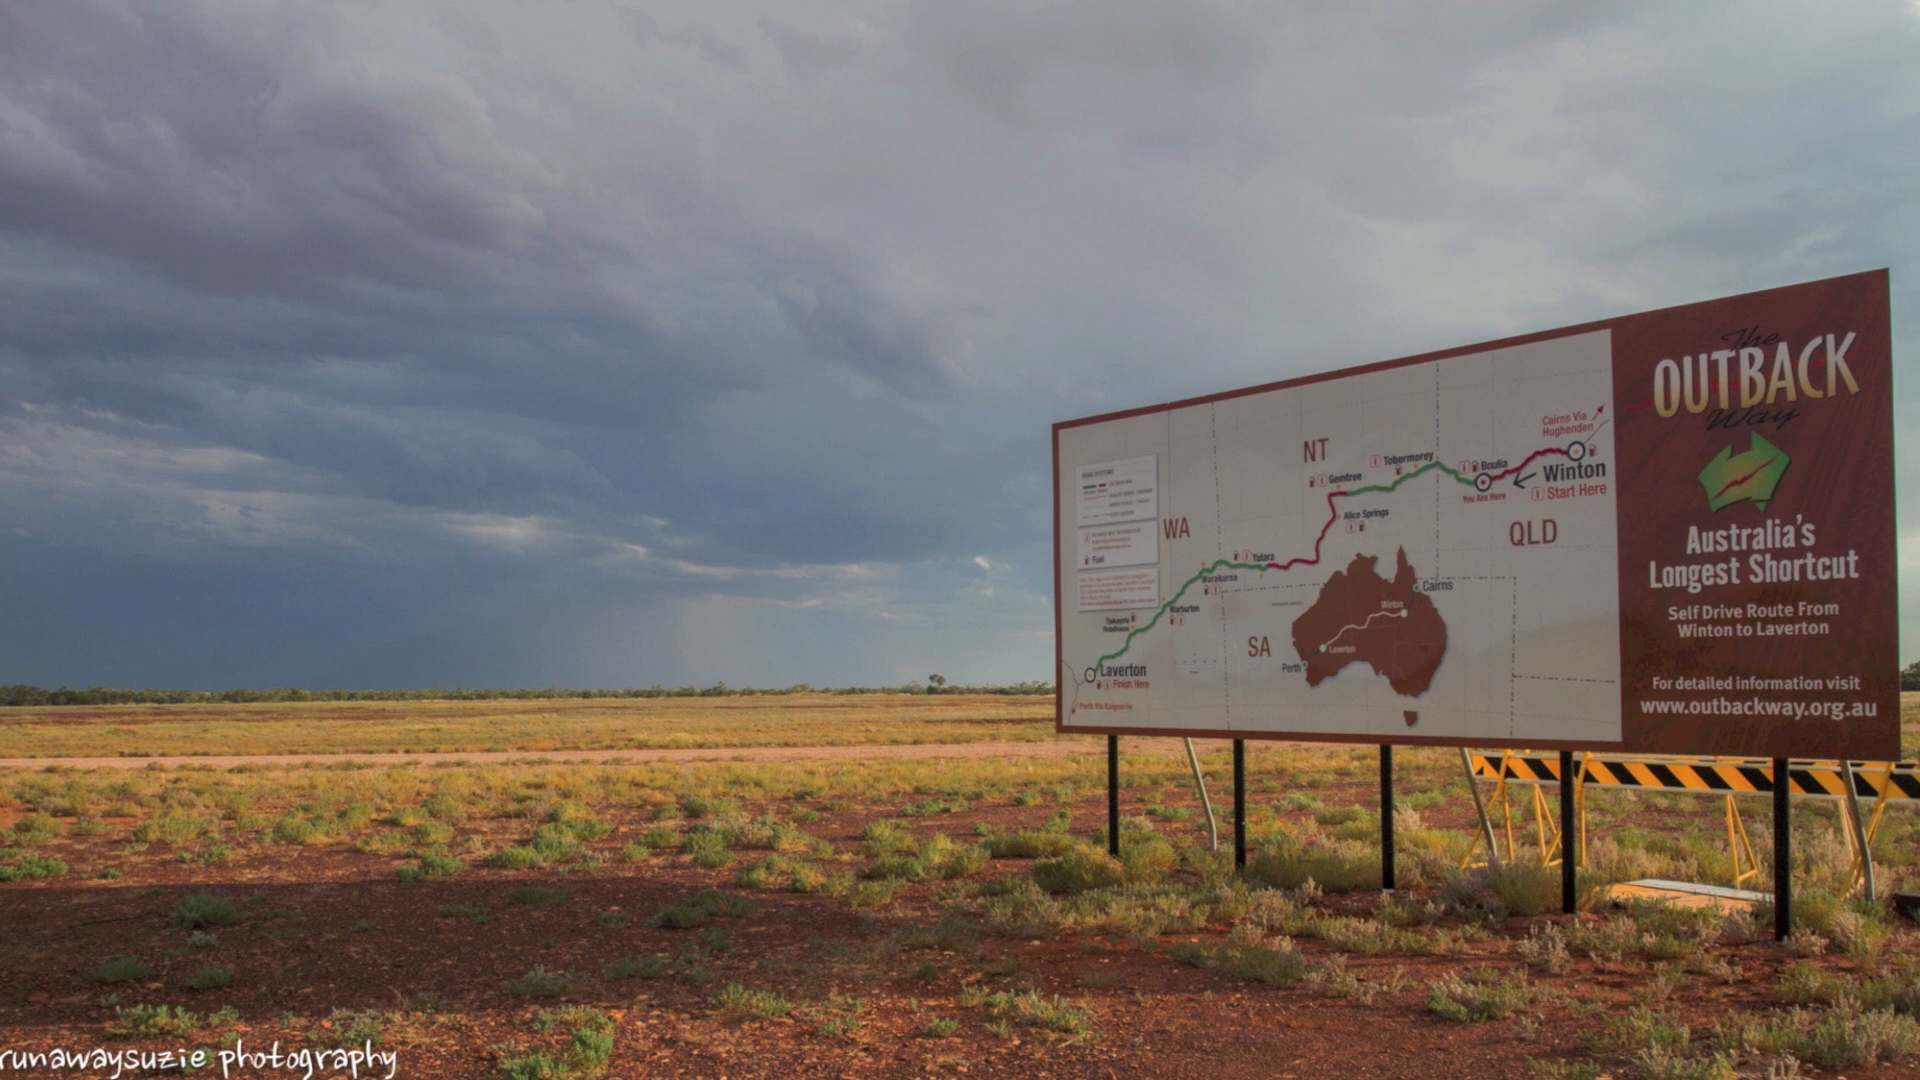 The
OUTBACK
Way
Australia's
Longest Shortcut
Self Drive Route From
Winton to Laverton
For detailed information visit
www.outbackway.org.au
Cairns Via
Hughenden
NT
Tobermorey
Boulia
You Are Here
Winton
Start Here
Gemtree
Alice Springs
WA
QLD
Yulara
Warakurna
Warburton
Tjukayirla
Roadhouse
Fuel
Laverton
Finish Here
Perth Via Kalgoorlie
SA
Cairns
Winton
Laverton
Perth
runawaysuzie photography